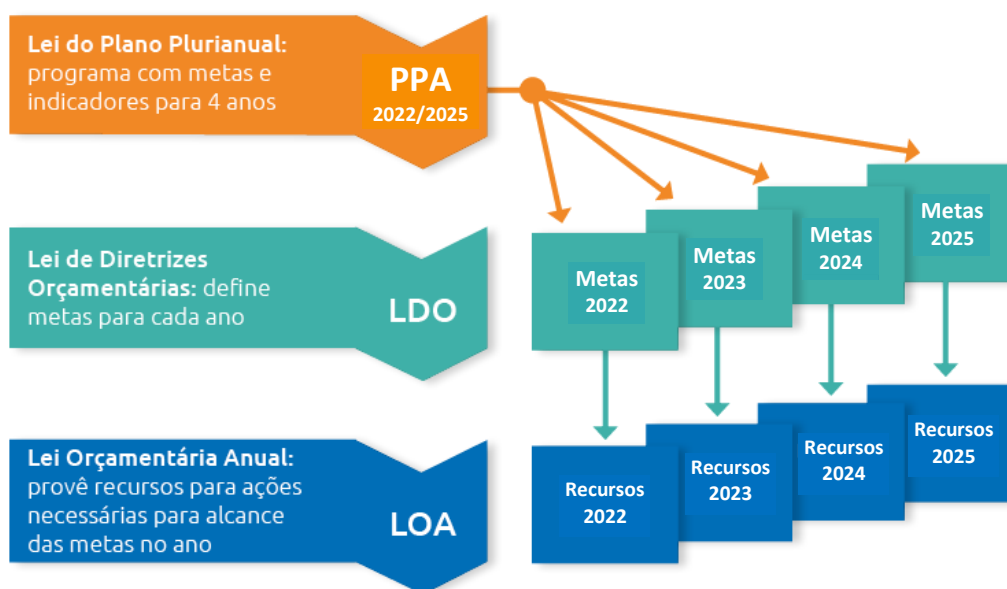 Lei do Plano Plurianual:
programa com metas e
indicadores para 4 anos
PPA
2022/2025
Lei de Diretrizes
Orçamentárias: define
metas para cada ano
LDO
Metas
2022
Metas
2023
Metas
2024
Metas
2025
Lei Orçamentária Anual:
provê recursos para ações
necessárias para alcance
das metas no ano
LOA
Recursos
2022
Recursos
2023
Recursos
2024
Recursos
2025